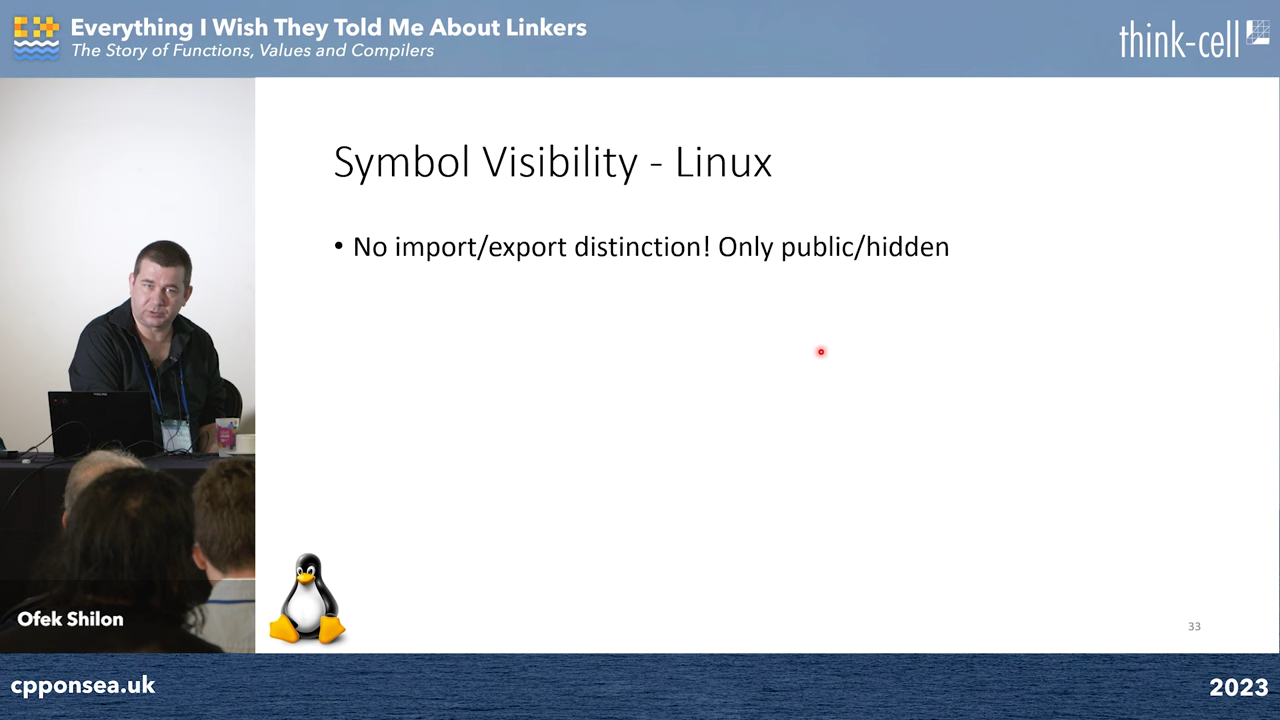 Everything I Wish They Told Me About Linkers
The Story of Functions, Values and Compilers
think-cell
Symbol Visibility - Linux
• No import/export distinction! Only public/hidden
Ofek Shilon
33
cpponsea.uk
2023